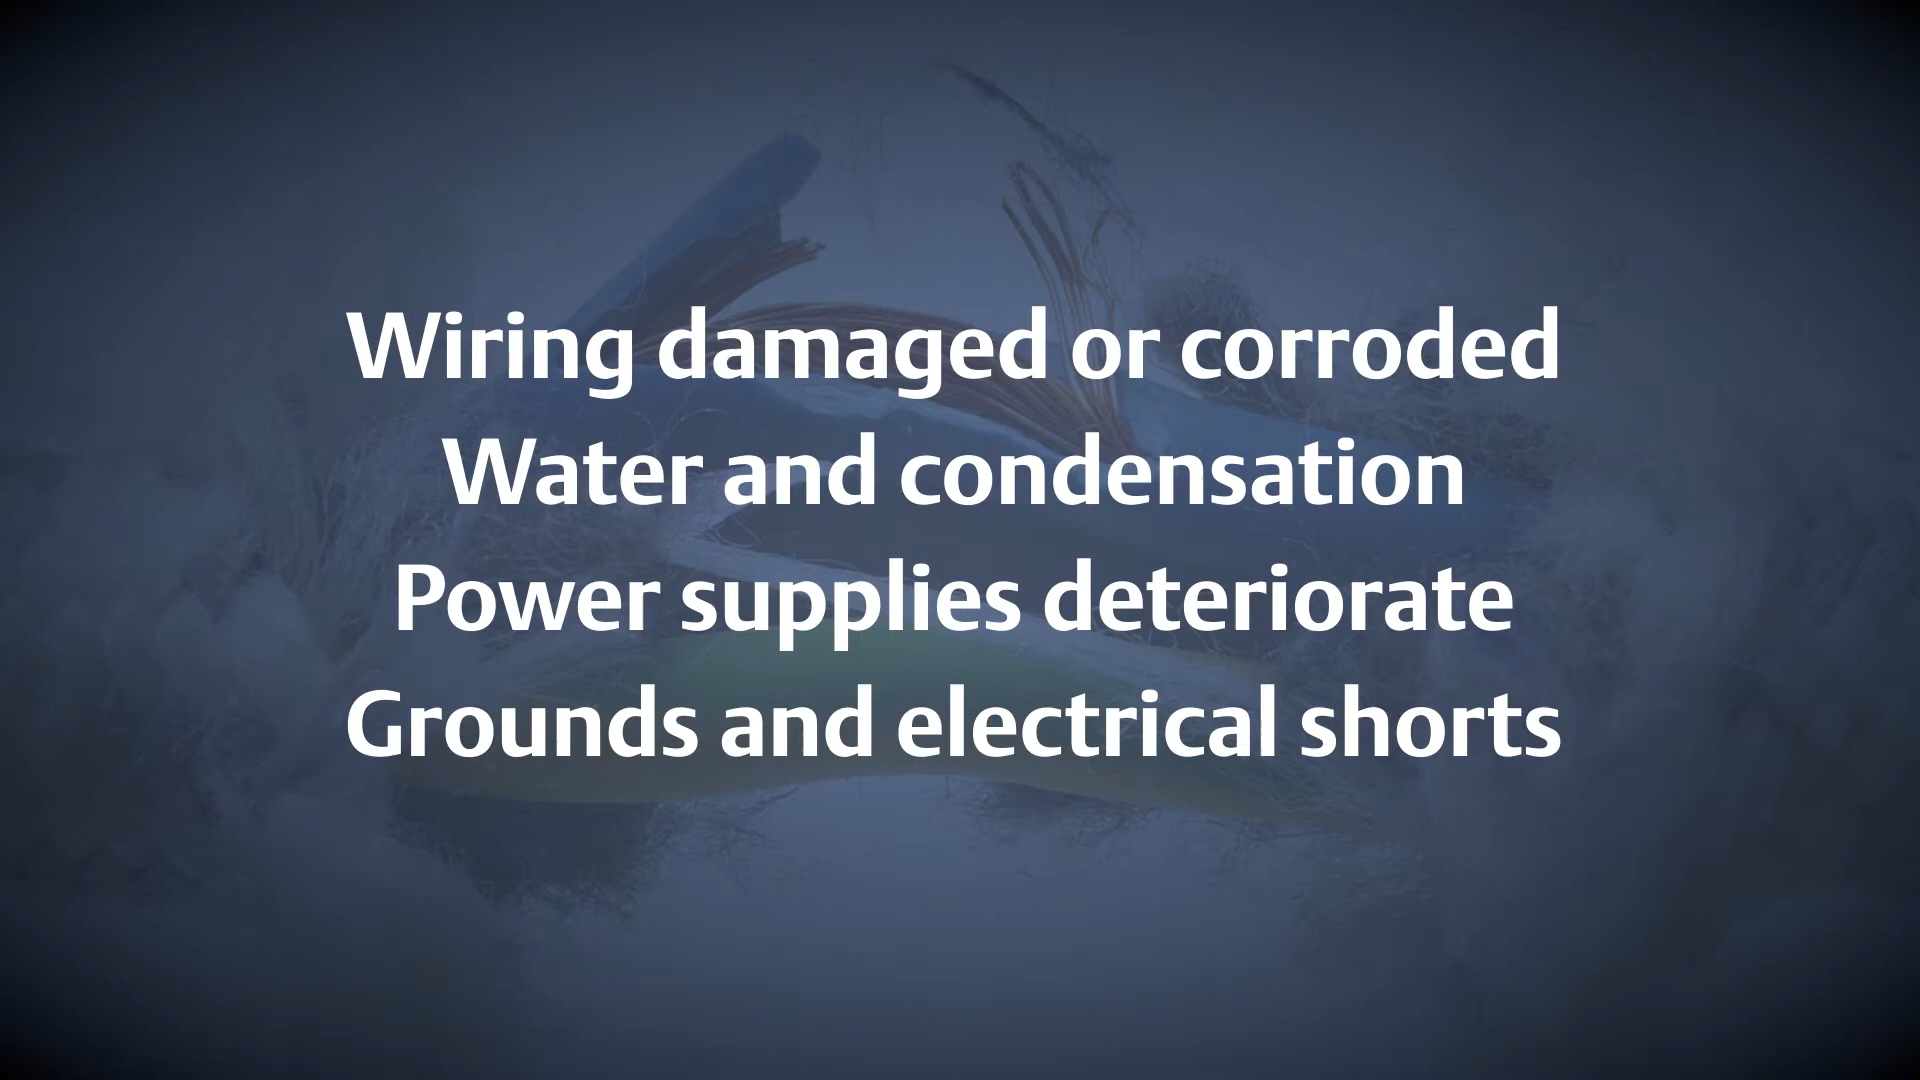 Wiring damaged or corroded
Water and condensation
Power supplies deteriorate
Grounds and electrical shorts